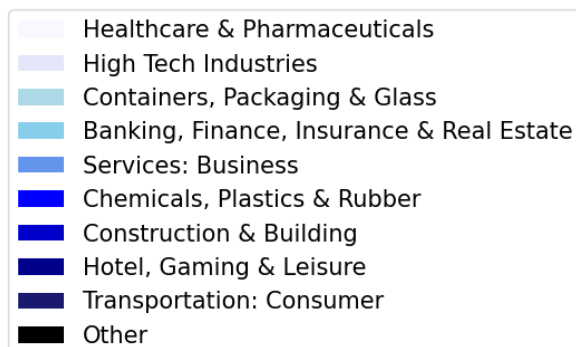 Healthcare & Pharmaceuticals
High Tech Industries
Containers, Packaging & Glass
Banking, Finance, Insurance & Real Estate
Services: Business
Chemicals, Plastics & Rubber
Construction & Building
Hotel, Gaming & Leisure
Transportation: Consumer
Other